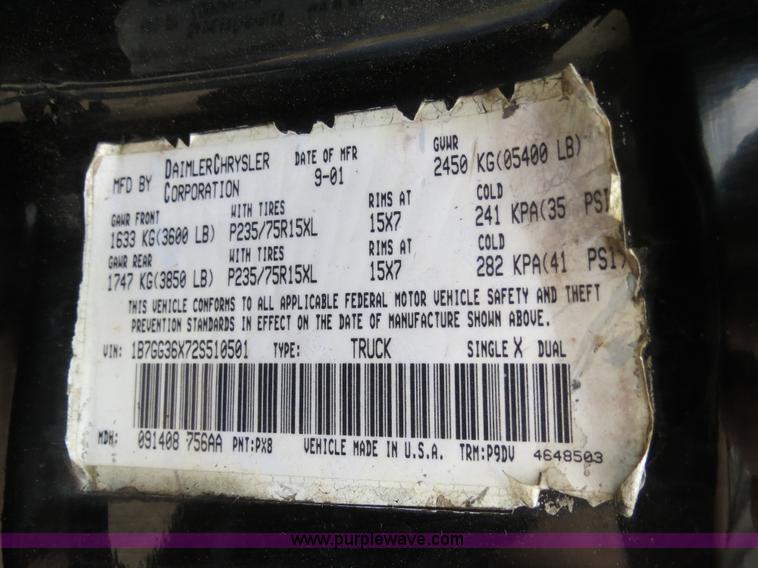 MFD BY DAIMLERCHRYSLER CORPORATION DATE OF MFR 9-01 GVWR 2450 KG(05400 LB)
GAWR FRONT WITH TIRES RIMS AT COLD
1633 KG(3600 LB) P235/75R15XL 15X7 241 KPA(35 PSI
GAWR REAR WITH TIRES RIMS AT COLD
1747 KG(3850 LB) P235/75R15XL 15X7 282 KPA(41 PSI)
THIS VEHICLE CONFORMS TO ALL APPLICABLE FEDERAL MOTOR VEHICLE SAFETY AND THEFT
PREVENTION STANDARDS IN EFFECT ON THE DATE OF MANUFACTURE SHOWN ABOVE.
VIN: 1B7GG36X72S510501 TYPE: TRUCK SINGLE X DUAL
MDH: 091408 756AA PNT:PX8 VEHICLE MADE IN U.S.A. TRM:P9DV 4648503
www.purplewave.com